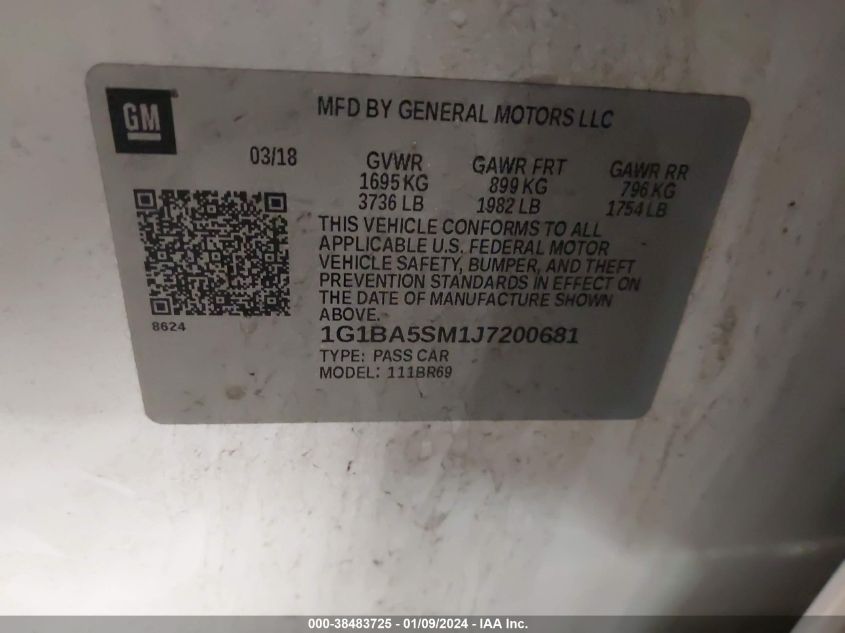 GM
MFD BY GENERAL MOTORS LLC
03/18
GVWR GAWR FRT GAWR RR
1695 KG 899 KG 796 KG
3736 LB 1982 LB 1754 LB
THIS VEHICLE CONFORMS TO ALL
APPLICABLE U.S. FEDERAL MOTOR
VEHICLE SAFETY, BUMPER, AND THEFT
PREVENTION STANDARDS IN EFFECT ON
THE DATE OF MANUFACTURE SHOWN
ABOVE.
8624
1G1BA5SM1J7200681
TYPE: PASS CAR
MODEL: 111BR69
000-38483725 - 01/09/2024 - IAA Inc.